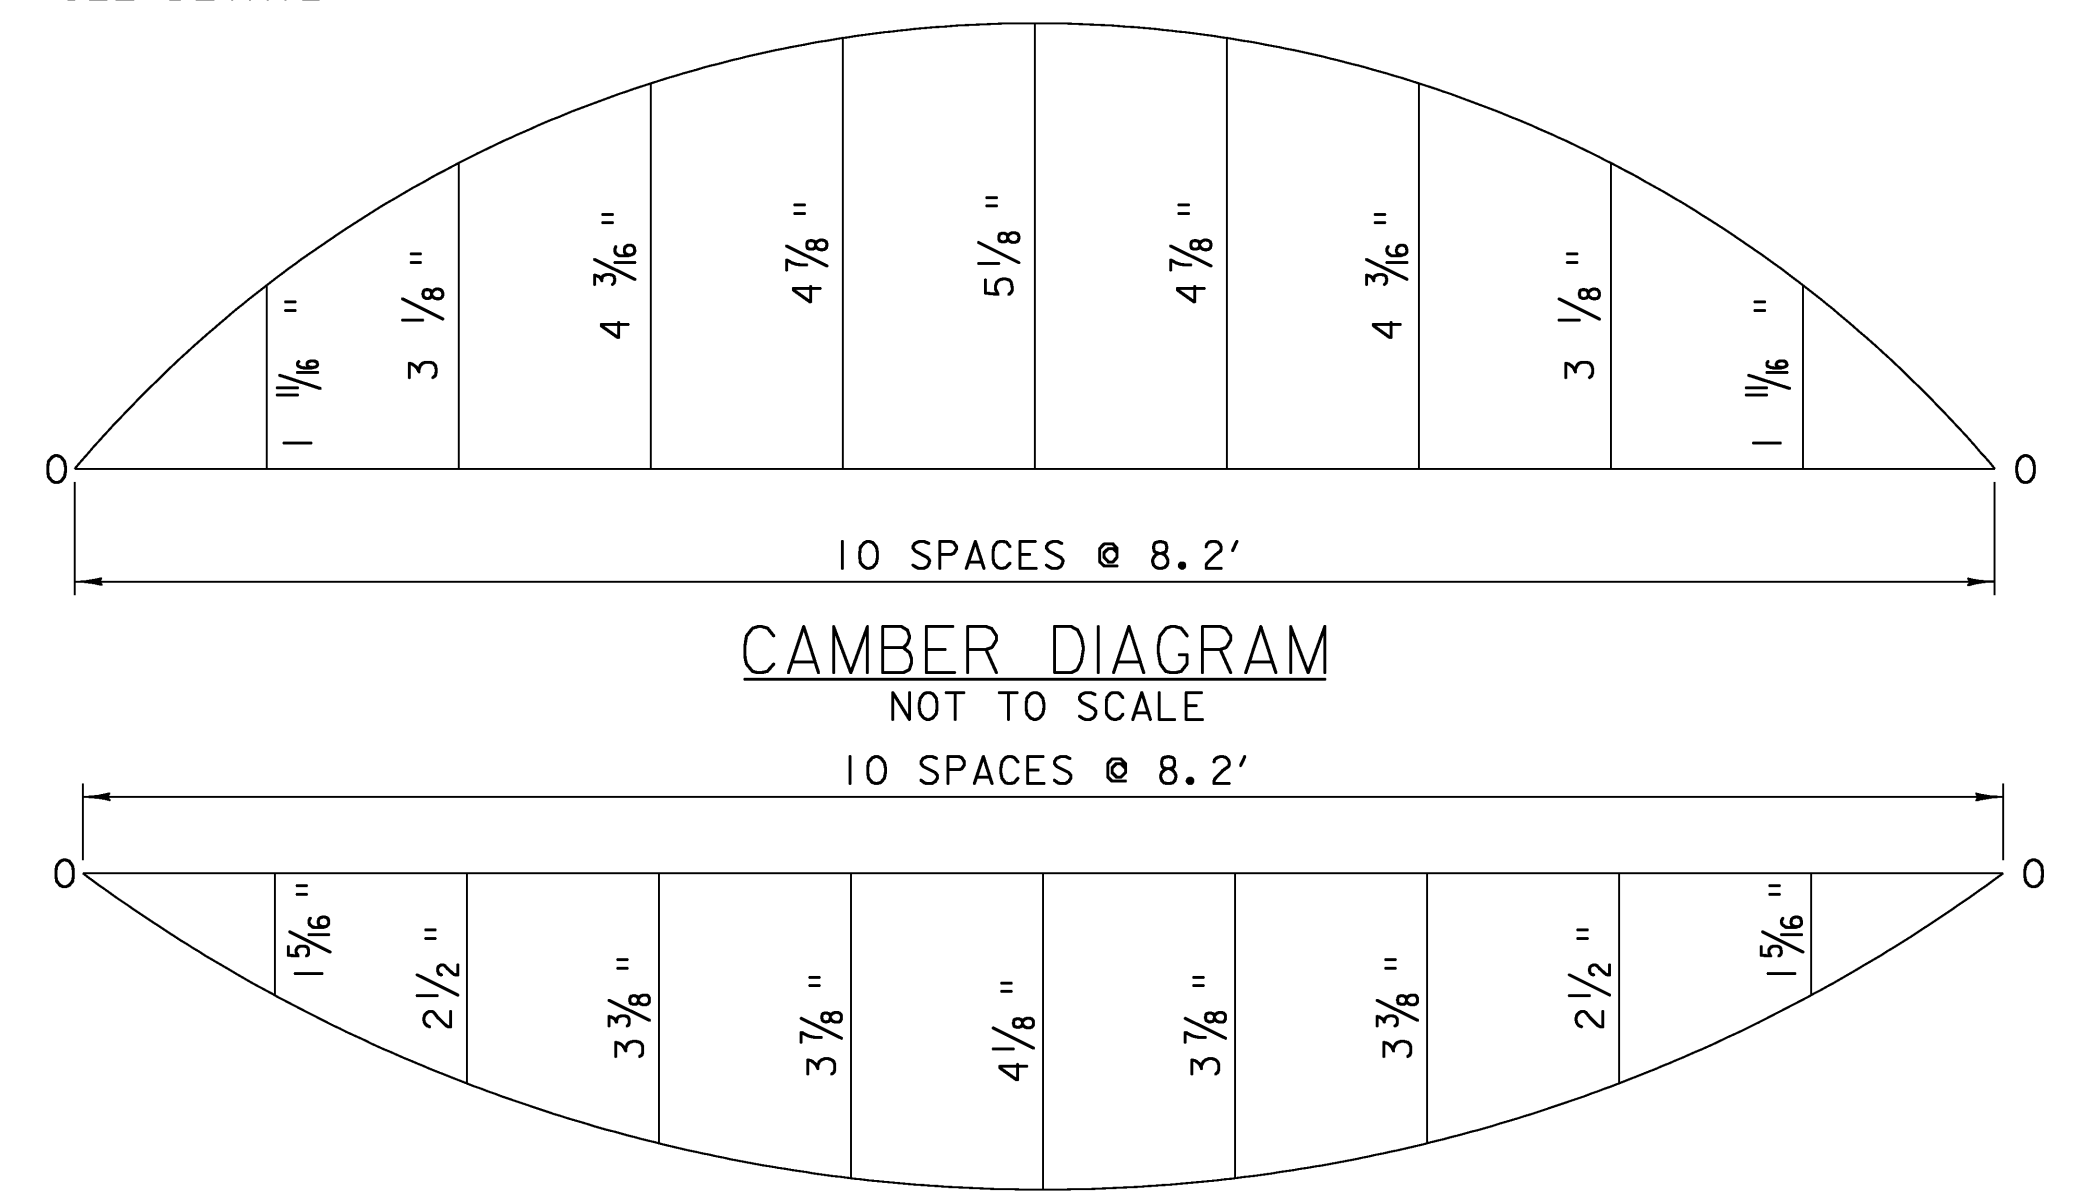 0
1 11/16 "
3 1/8 "
4 3/16 "
4 7/8 "
5 1/8 "
4 7/8 "
4 3/16 "
3 1/8 "
1 11/16 "
0
10 SPACES @ 8.2'
CAMBER DIAGRAM
NOT TO SCALE
10 SPACES @ 8.2'
0
1 5/16 "
2 1/2 "
3 3/8 "
3 7/8 "
4 1/8 "
3 7/8 "
3 3/8 "
2 1/2 "
1 5/16 "
0